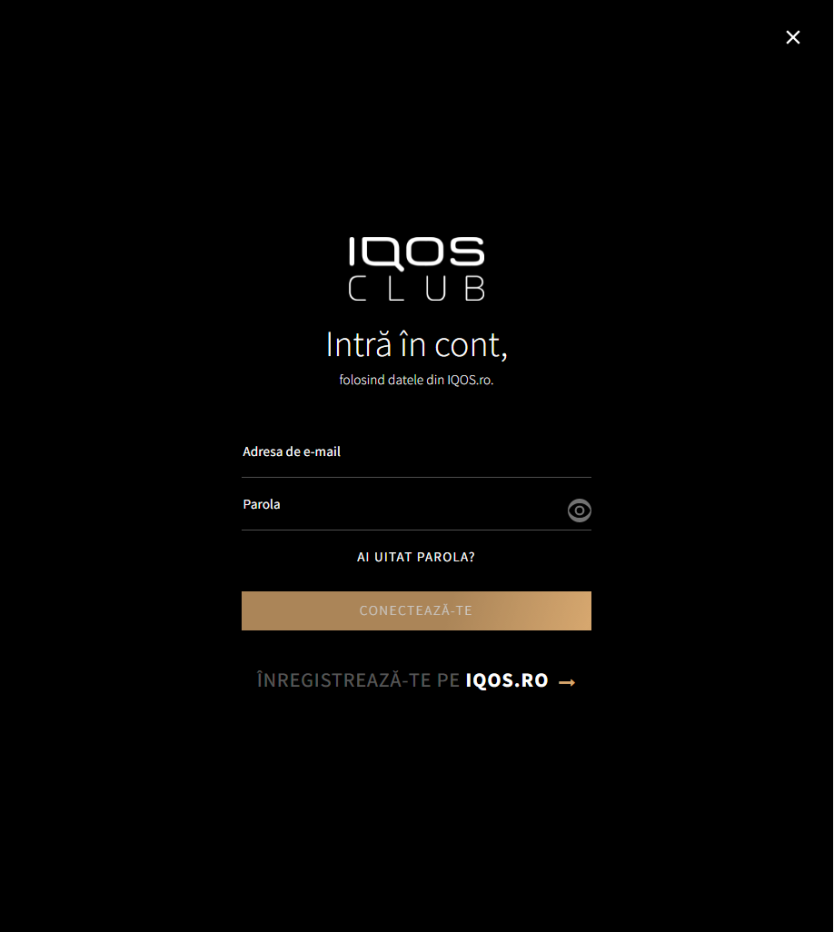 IQOS
CLUB
Intră în cont,
folosind datele din IQOS.ro.
Adresa de e-mail
Parola
AI UITAT PAROLA?
CONECTEAZĂ-TE
ÎNREGISTREAZĂ-TE PE IQOS.RO →